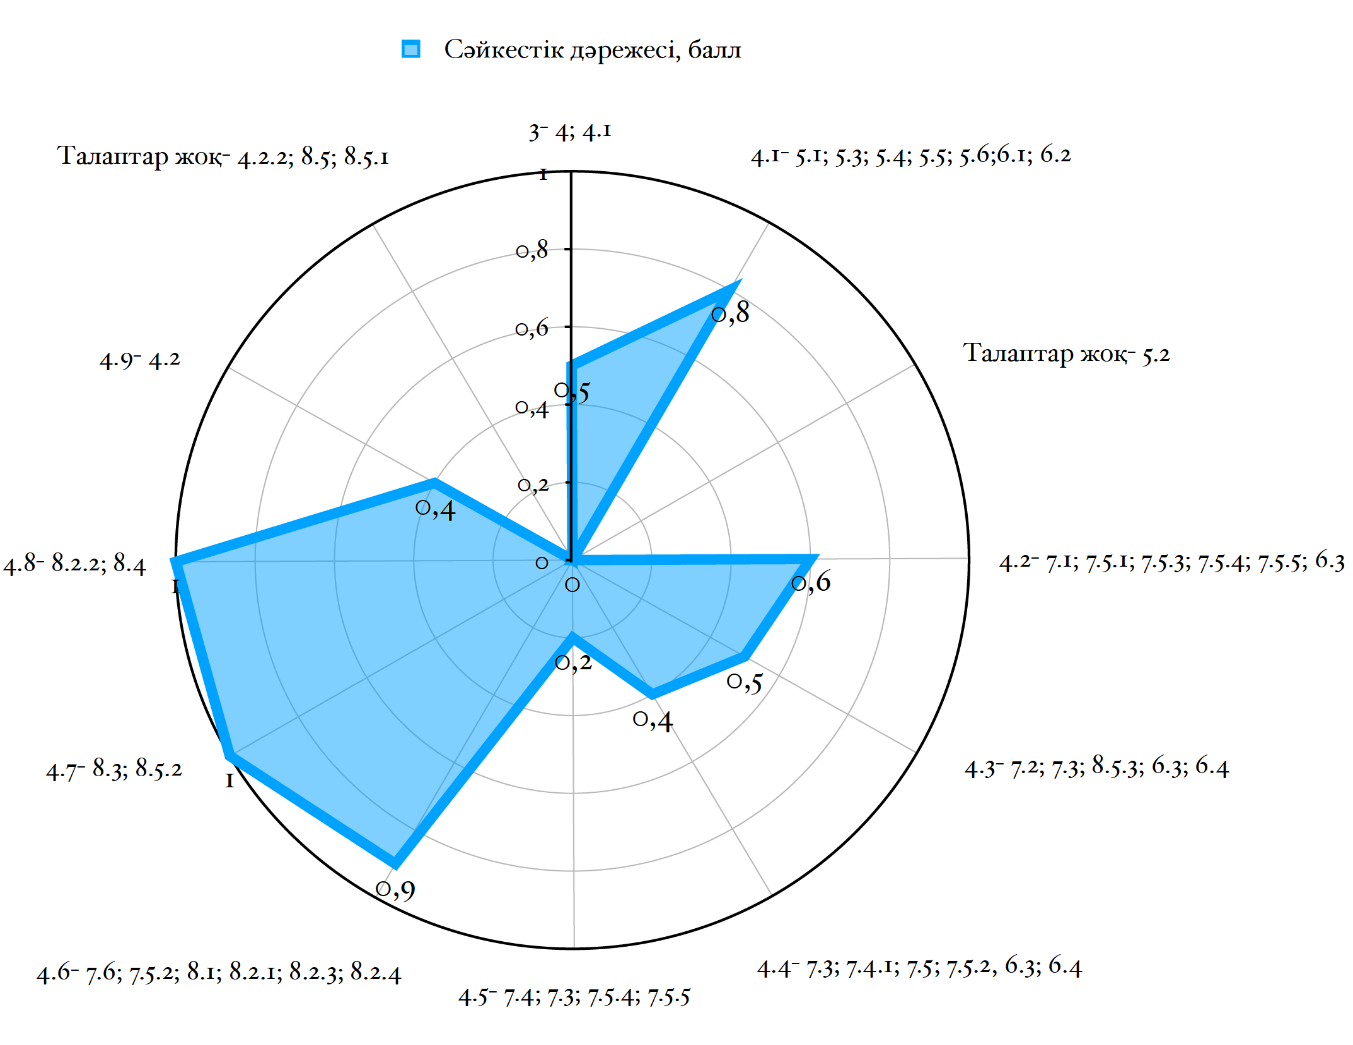 Сәйкестік дәрежесі, балл
3- 4; 4.1
Талаптар жоқ- 4.2.2; 8.5; 8.5.1
4.1- 5.1; 5.3; 5.4; 5.5; 5.6;6.1; 6.2
1
0,8
0,8
0,6
Талаптар жоқ- 5.2
4.9- 4.2
0,5
0,4
0,2
0,4
4.8- 8.2.2; 8.4
0
4.2- 7.1; 7.5.1; 7.5.3; 7.5.4; 7.5.5; 6.3
1
0
0,6
0,2
0,5
0,4
4.7- 8.3; 8.5.2
1
4.3- 7.2; 7.3; 8.5.3; 6.3; 6.4
0,9
4.6- 7.6; 7.5.2; 8.1; 8.2.1; 8.2.3; 8.2.4
4.4- 7.3; 7.4.1; 7.5; 7.5.2, 6.3; 6.4
4.5- 7.4; 7.3; 7.5.4; 7.5.5